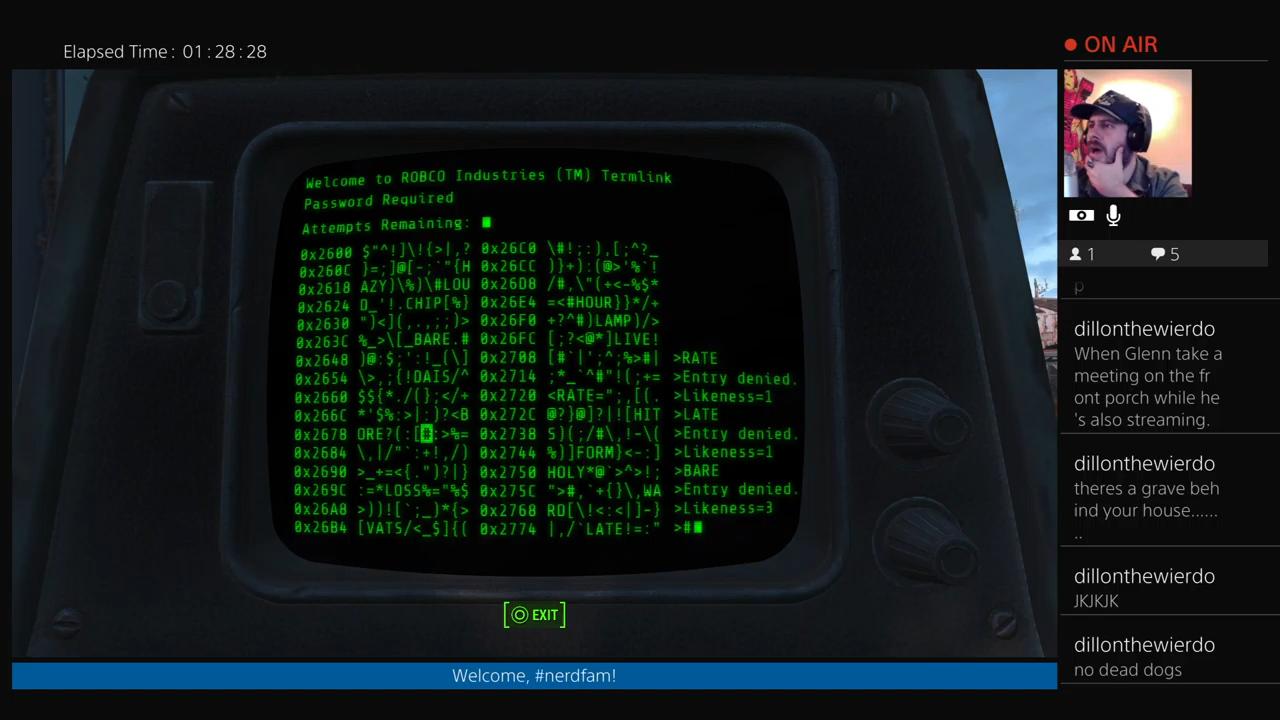 Elapsed Time: 01:28:28
ON AIR
Welcome to ROBCO Industries (TM) Termlink
Password Required
Attempts Remaining: ■
0x2600 $"^!]\!{>|,? 0x26C0 \#!;:),[;^?_
0x260C )=;]@[-;`"{H 0x26CC )}+):(@>'%`!
0x2618 AZY)\%)\#LOU 0x26D8 /#,\"(+<-%$*
0x2624 D_'!.CHIP[%} 0x26E4 =<#HOUR}}*/+
0x2630 ")<](,.,;;)> 0x26F0 +?^#)LAMP)/>
0x263C %_>\[_BARE.# 0x26FC [;?<@*]LIVE!
0x2648 )@:$;':!_(\] 0x2708 [#`|';^;%>#| >RATE
0x2654 \>,;{!DAIS/^ 0x2714 ;*_`^#"!(;+= >Entry denied.
0x2660 $${*./(};</+ 0x2720 <RATE=";,[(. >Likeness=1
0x266C *'$%:>|:)?<B 0x272C @?}@]?|![HIT >LATE
0x2678 ORE?(:[#:>%= 0x2738 S)(;/#\,!-\( >Entry denied.
0x2684 \,|/"`:+!,/) 0x2744 %)]FORM}<-:] >Likeness=1
0x2690 >_+=<{.")?|} 0x2750 HOLY*@`>^>!; >BARE
0x269C :=*LOSS%="%$ 0x275C ">#,`+{}\,WA >Entry denied.
0x26A8 >))![`;_)*{> 0x2768 RD[\!<:<|]-} >Likeness=3
0x26B4 [VATS/<_$]{( 0x2774 |,/`LATE!=:" >#■
EXIT
Welcome, #nerdfam!
1 5
p
dillonthewierdo
When Glenn take a
meeting on the fr
ont porch while he
's also streaming.
dillonthewierdo
theres a grave beh
ind your house......
..
dillonthewierdo
JKJKJK
dillonthewierdo
no dead dogs